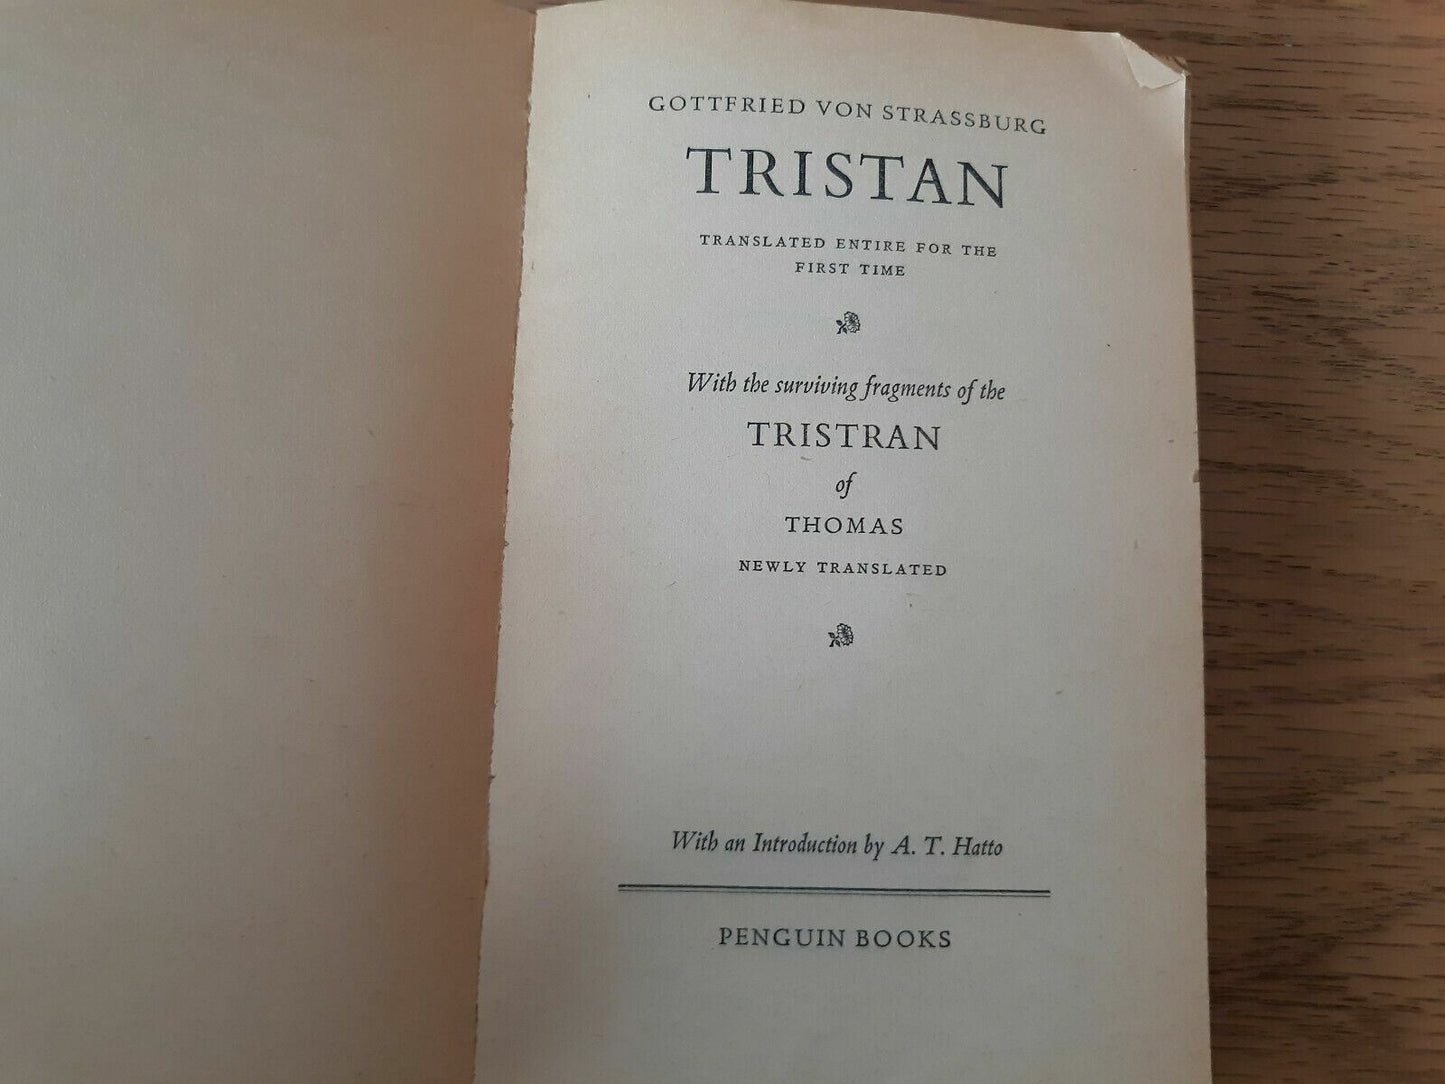 GOTTFRIED VON STRASSBURG
TRISTAN
TRANSLATED ENTIRE FOR THE
FIRST TIME
With the surviving fragments of the
TRISTRAN
of
THOMAS
NEWLY TRANSLATED
With an Introduction by A. T. Hatto
PENGUIN BOOKS